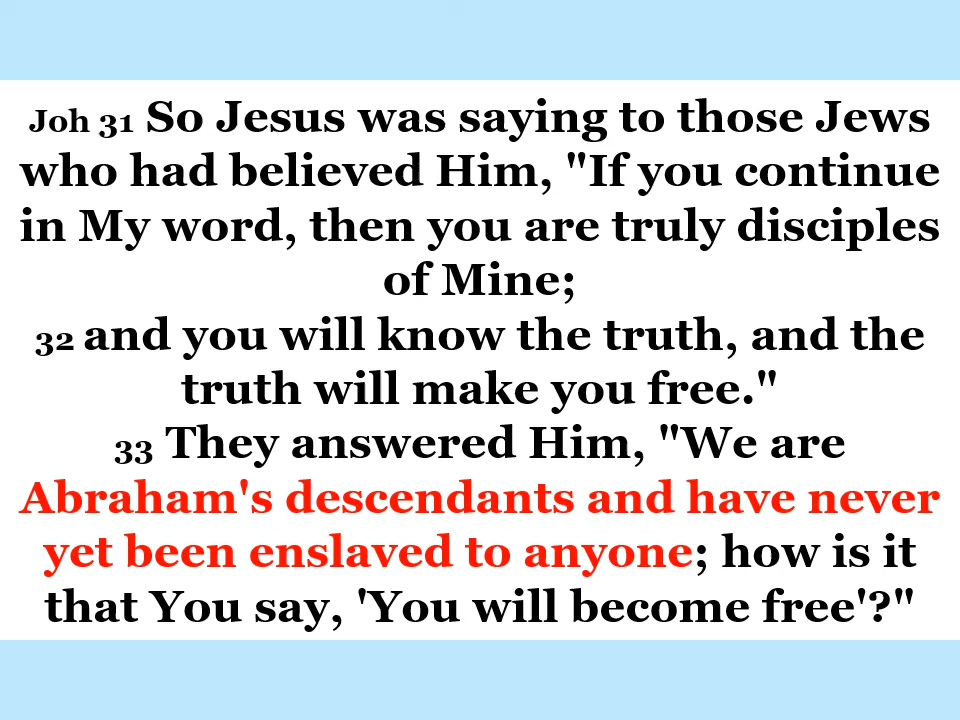 Joh 31 So Jesus was saying to those Jews
who had believed Him, "If you continue
in My word, then you are truly disciples
of Mine;
32 and you will know the truth, and the
truth will make you free."
33 They answered Him, "We are
Abraham's descendants and have never
yet been enslaved to anyone; how is it
that You say, 'You will become free'?"